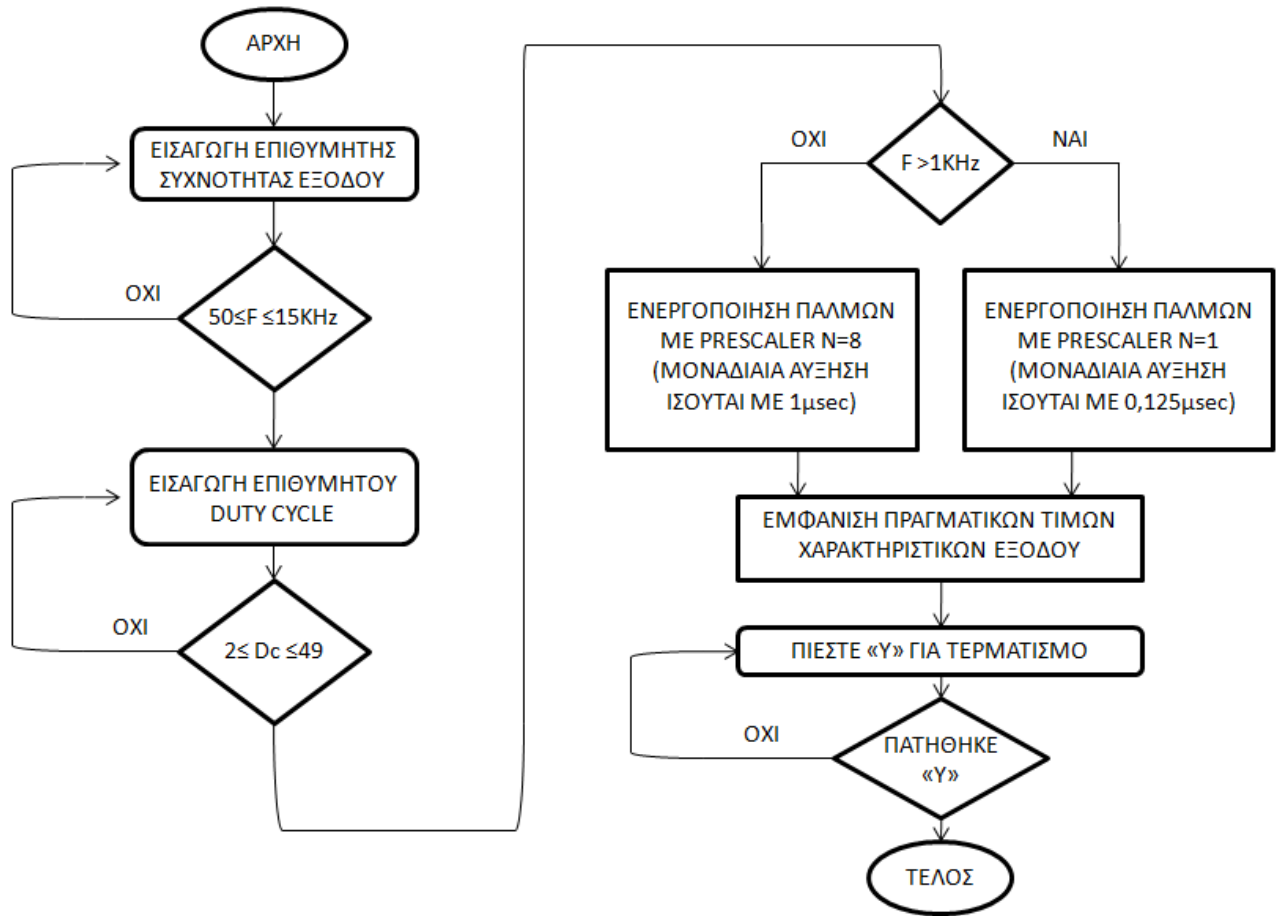 ΑΡΧΗ
ΕΙΣΑΓΩΓΗ ΕΠΙΘΥΜΗΤΗΣ
ΣΥΧΝΟΤΗΤΑΣ ΕΞΟΔΟΥ
ΟΧΙ
50≤F ≤15KHz
ΕΙΣΑΓΩΓΗ ΕΠΙΘΥΜΗΤΟΥ
DUTY CYCLE
ΟΧΙ
2≤ Dc ≤49
F >1KHz
ΟΧΙ
ΝΑΙ
ΕΝΕΡΓΟΠΟΙΗΣΗ ΠΑΛΜΩΝ
ΜΕ PRESCALER N=8
(ΜΟΝΑΔΙΑΙΑ ΑΥΞΗΣΗ
ΙΣΟΥΤΑΙ ΜΕ 1μsec)
ΕΝΕΡΓΟΠΟΙΗΣΗ ΠΑΛΜΩΝ
ΜΕ PRESCALER N=1
(ΜΟΝΑΔΙΑΙΑ ΑΥΞΗΣΗ
ΙΣΟΥΤΑΙ ΜΕ 0,125μsec)
ΕΜΦΑΝΙΣΗ ΠΡΑΓΜΑΤΙΚΩΝ ΤΙΜΩΝ
ΧΑΡΑΚΤΗΡΙΣΤΙΚΩΝ ΕΞΟΔΟΥ
ΠΙΕΣΤΕ «Υ» ΓΙΑ ΤΕΡΜΑΤΙΣΜΟ
ΟΧΙ
ΠΑΤΗΘΗΚΕ
«Υ»
ΤΕΛΟΣ